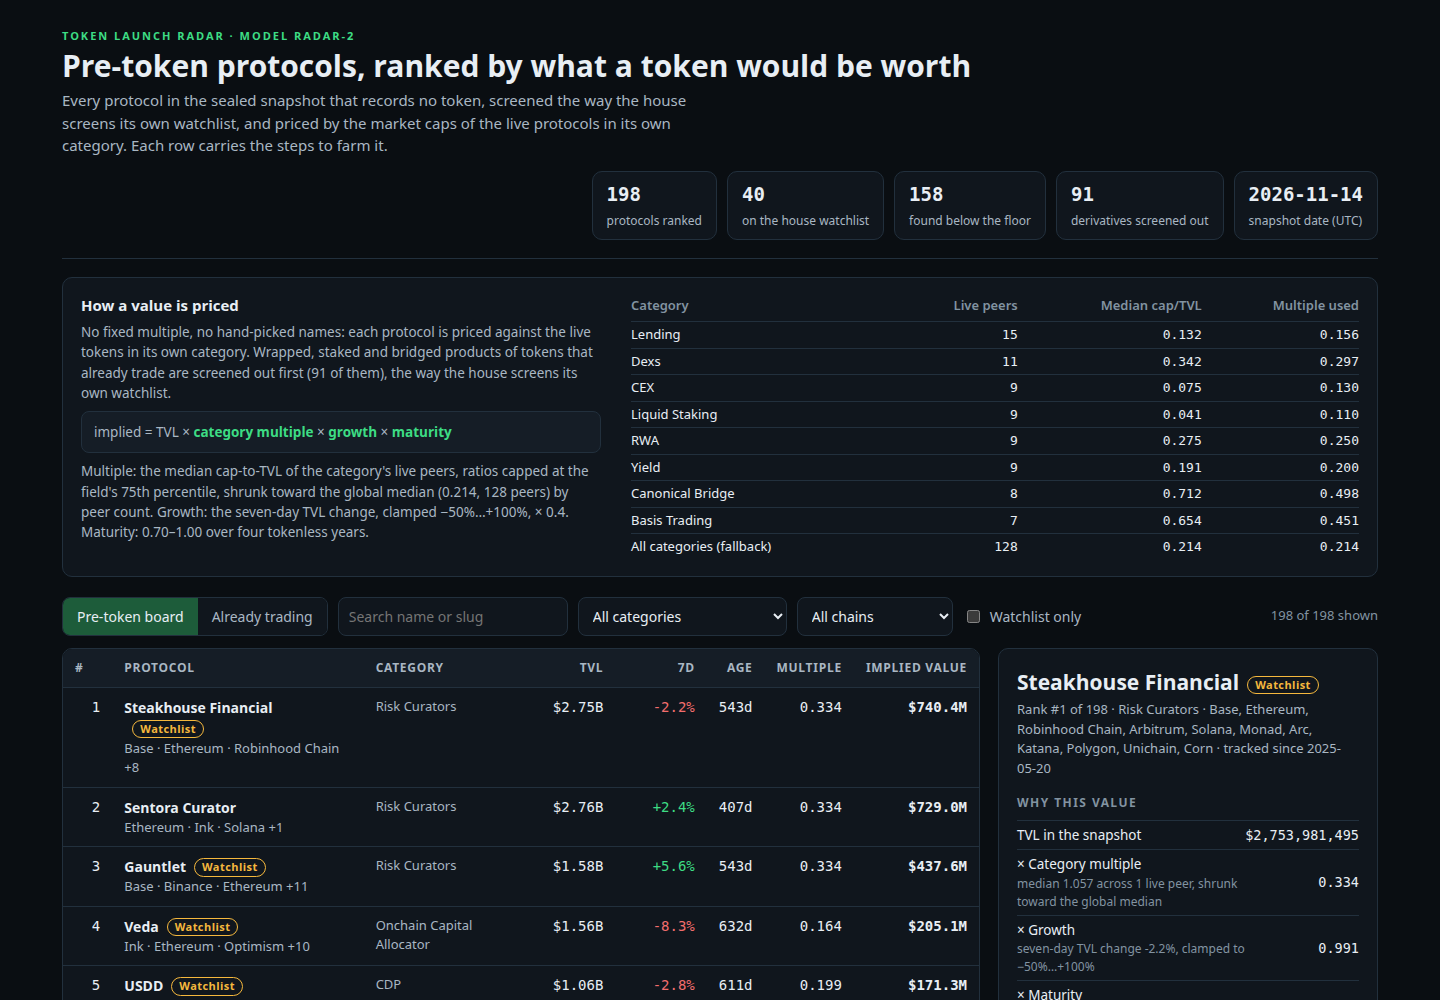 TOKEN LAUNCH RADAR · MODEL RADAR-2
Pre-token protocols, ranked by what a token would be worth
Every protocol in the sealed snapshot that records no token, screened the way the house
screens its own watchlist, and priced by the market caps of the live protocols in its own
category. Each row carries the steps to farm it.
198
protocols ranked
40
on the house watchlist
158
found below the floor
91
derivatives screened out
2026-11-14
snapshot date (UTC)
How a value is priced
No fixed multiple, no hand-picked names: each protocol is priced against the live
tokens in its own category. Wrapped, staked and bridged products of tokens that
already trade are screened out first (91 of them), the way the house screens its
own watchlist.
implied = TVL × category multiple × growth × maturity
Multiple: the median cap-to-TVL of the category's live peers, ratios capped at the
field's 75th percentile, shrunk toward the global median (0.214, 128 peers) by
peer count. Growth: the seven-day TVL change, clamped −50%…+100%, × 0.4.
Maturity: 0.70–1.00 over four tokenless years.
Category Live peers Median cap/TVL Multiple used
Lending 15 0.132 0.156
Dexs 11 0.342 0.297
CEX 9 0.075 0.130
Liquid Staking 9 0.041 0.110
RWA 9 0.275 0.250
Yield 9 0.191 0.200
Canonical Bridge 8 0.712 0.498
Basis Trading 7 0.654 0.451
All categories (fallback) 128 0.214 0.214
Pre-token board Already trading Search name or slug All categories All chains Watchlist only 198 of 198 shown
# PROTOCOL CATEGORY TVL 7D AGE MULTIPLE IMPLIED VALUE
1 Steakhouse Financial Risk Curators $2.75B -2.2% 543d 0.334 $740.4M
Watchlist
Base · Ethereum · Robinhood Chain
+8
2 Sentora Curator Risk Curators $2.76B +2.4% 407d 0.334 $729.0M
Ethereum · Ink · Solana +1
3 Gauntlet Watchlist Risk Curators $1.58B +5.6% 543d 0.334 $437.6M
Base · Binance · Ethereum +11
4 Veda Watchlist Onchain Capital $1.56B -8.3% 632d 0.164 $205.1M
Ink · Ethereum · Optimism +10 Allocator
5 USDD Watchlist CDP $1.06B -2.8% 611d 0.199 $171.3M
Steakhouse Financial Watchlist
Rank #1 of 198 · Risk Curators · Base, Ethereum,
Robinhood Chain, Arbitrum, Solana, Monad, Arc,
Katana, Polygon, Unichain, Corn · tracked since 2025-
05-20
WHY THIS VALUE
TVL in the snapshot $2,753,981,495
× Category multiple
median 1.057 across 1 live peer, shrunk
toward the global median
0.334
× Growth
seven-day TVL change -2.2%, clamped to
−50%…+100%
0.991
× Maturity